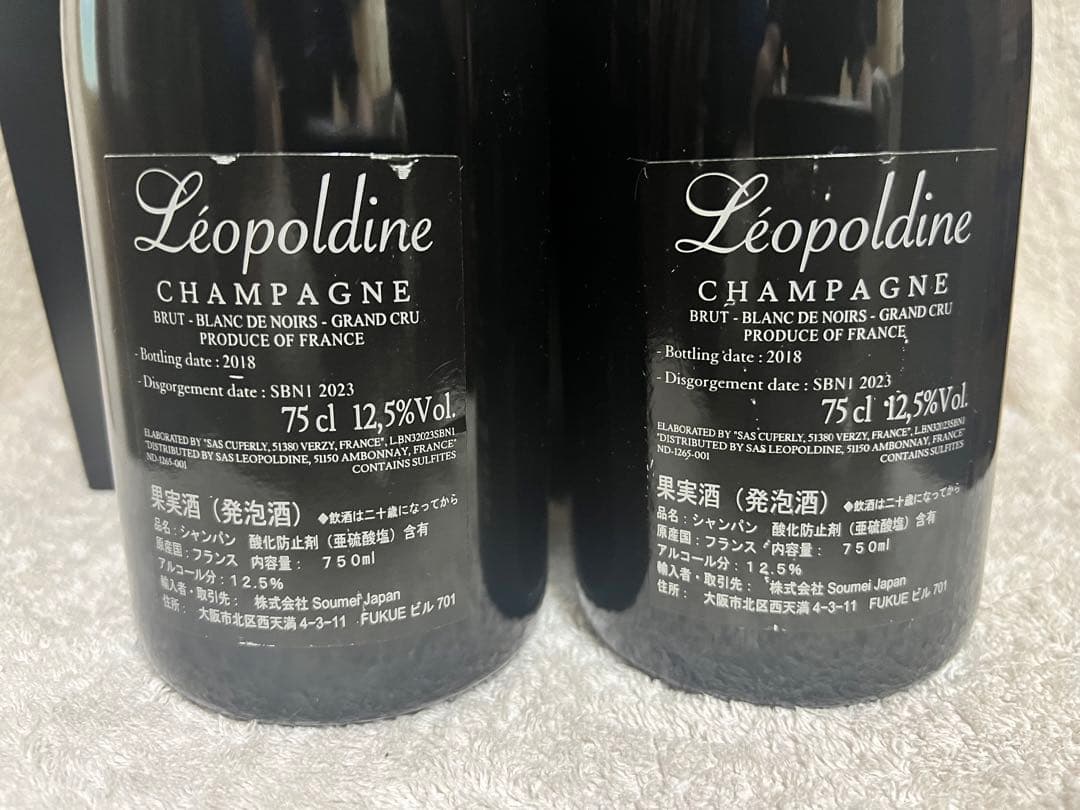 Léopoldine
CHAMPAGNE
BRUT - BLANC DE NOIRS - GRAND CRU
PRODUCE OF FRANCE
- Bottling date : 2018
- Disgorgement date : SBN1 2023
75 cl 12,5%Vol.
ELABORATED BY "SAS CUPERLY, 51380 VERZY, FRANCE", L.BN32023SBN1
"DISTRIBUTED BY SAS LEOPOLDINE, 51150 AMBONNAY, FRANCE"
ND-1265-001 CONTAINS SULFITES
果実酒（発泡酒） ◆飲酒は二十歳になってから
品名：シャンパン 酸化防止剤（亜硫酸塩）含有
原産国：フランス 内容量： 750ml
アルコール分：12.5%
輸入者・取引先： 株式会社 Soumei Japan
住所： 大阪市北区西天満 4-3-11 FUKUE ビル 701
Léopoldine
CHAMPAGNE
BRUT - BLANC DE NOIRS - GRAND CRU
PRODUCE OF FRANCE
- Bottling date : 2018
- Disgorgement date : SBN1 2023
75 cl 12,5%Vol.
ELABORATED BY "SAS CUPERLY, 51380 VERZY, FRANCE", L.BN32023SBN1
"DISTRIBUTED BY SAS LEOPOLDINE, 51150 AMBONNAY, FRANCE"
ND-1265-001 CONTAINS SULFITES
果実酒（発泡酒） ◆飲酒は二十歳になってから
品名：シャンパン 酸化防止剤（亜硫酸塩）含有
原産国：フランス 内容量： 750ml
アルコール分：12.5%
輸入者・取引先： 株式会社 Soumei Japan
住所： 大阪市北区西天満 4-3-11 FUKUE ビル 701